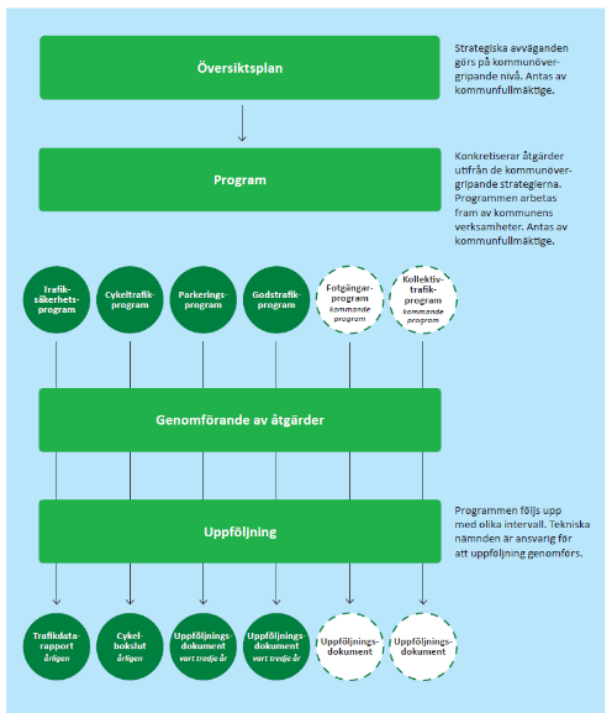 Översiktsplan
Strategiska avväganden
görs på kommunöver-
gripande nivå. Antas av
kommunfullmäktige.
Program
Konkretiserar åtgärder
utifrån de kommunöver-
gripande strategierna.
Programmen arbetas
fram av kommunens
verksamheter. Antas av
kommunfullmäktige.
Trafik-
säkerhets-
program
Cykeltrafik-
program
Parkerings-
program
Godstrafik-
program
Fotgängar-
program
kommande
program
Kollektiv-
trafik-
program
kommande
program
Genomförande av åtgärder
Uppföljning
Programmen följs upp
med olika intervall. Tekniska
nämnden är ansvarig för
att uppföljning genomförs.
Trafikdata-
rapport
årligen
Cykel-
bokslut
årligen
Uppföljnings-
dokument
vart tredje år
Uppföljnings-
dokument
vart tredje år
Uppföljnings-
dokument
Uppföljnings-
dokument